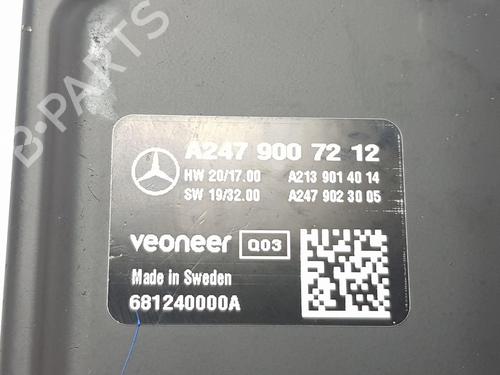 B-PARTS
A247 900 72 12
HW 20/17.00 A213 901 40 14
SW 19/32.00 A247 902 30 05
veoneer Q03
Made in Sweden
681240000A